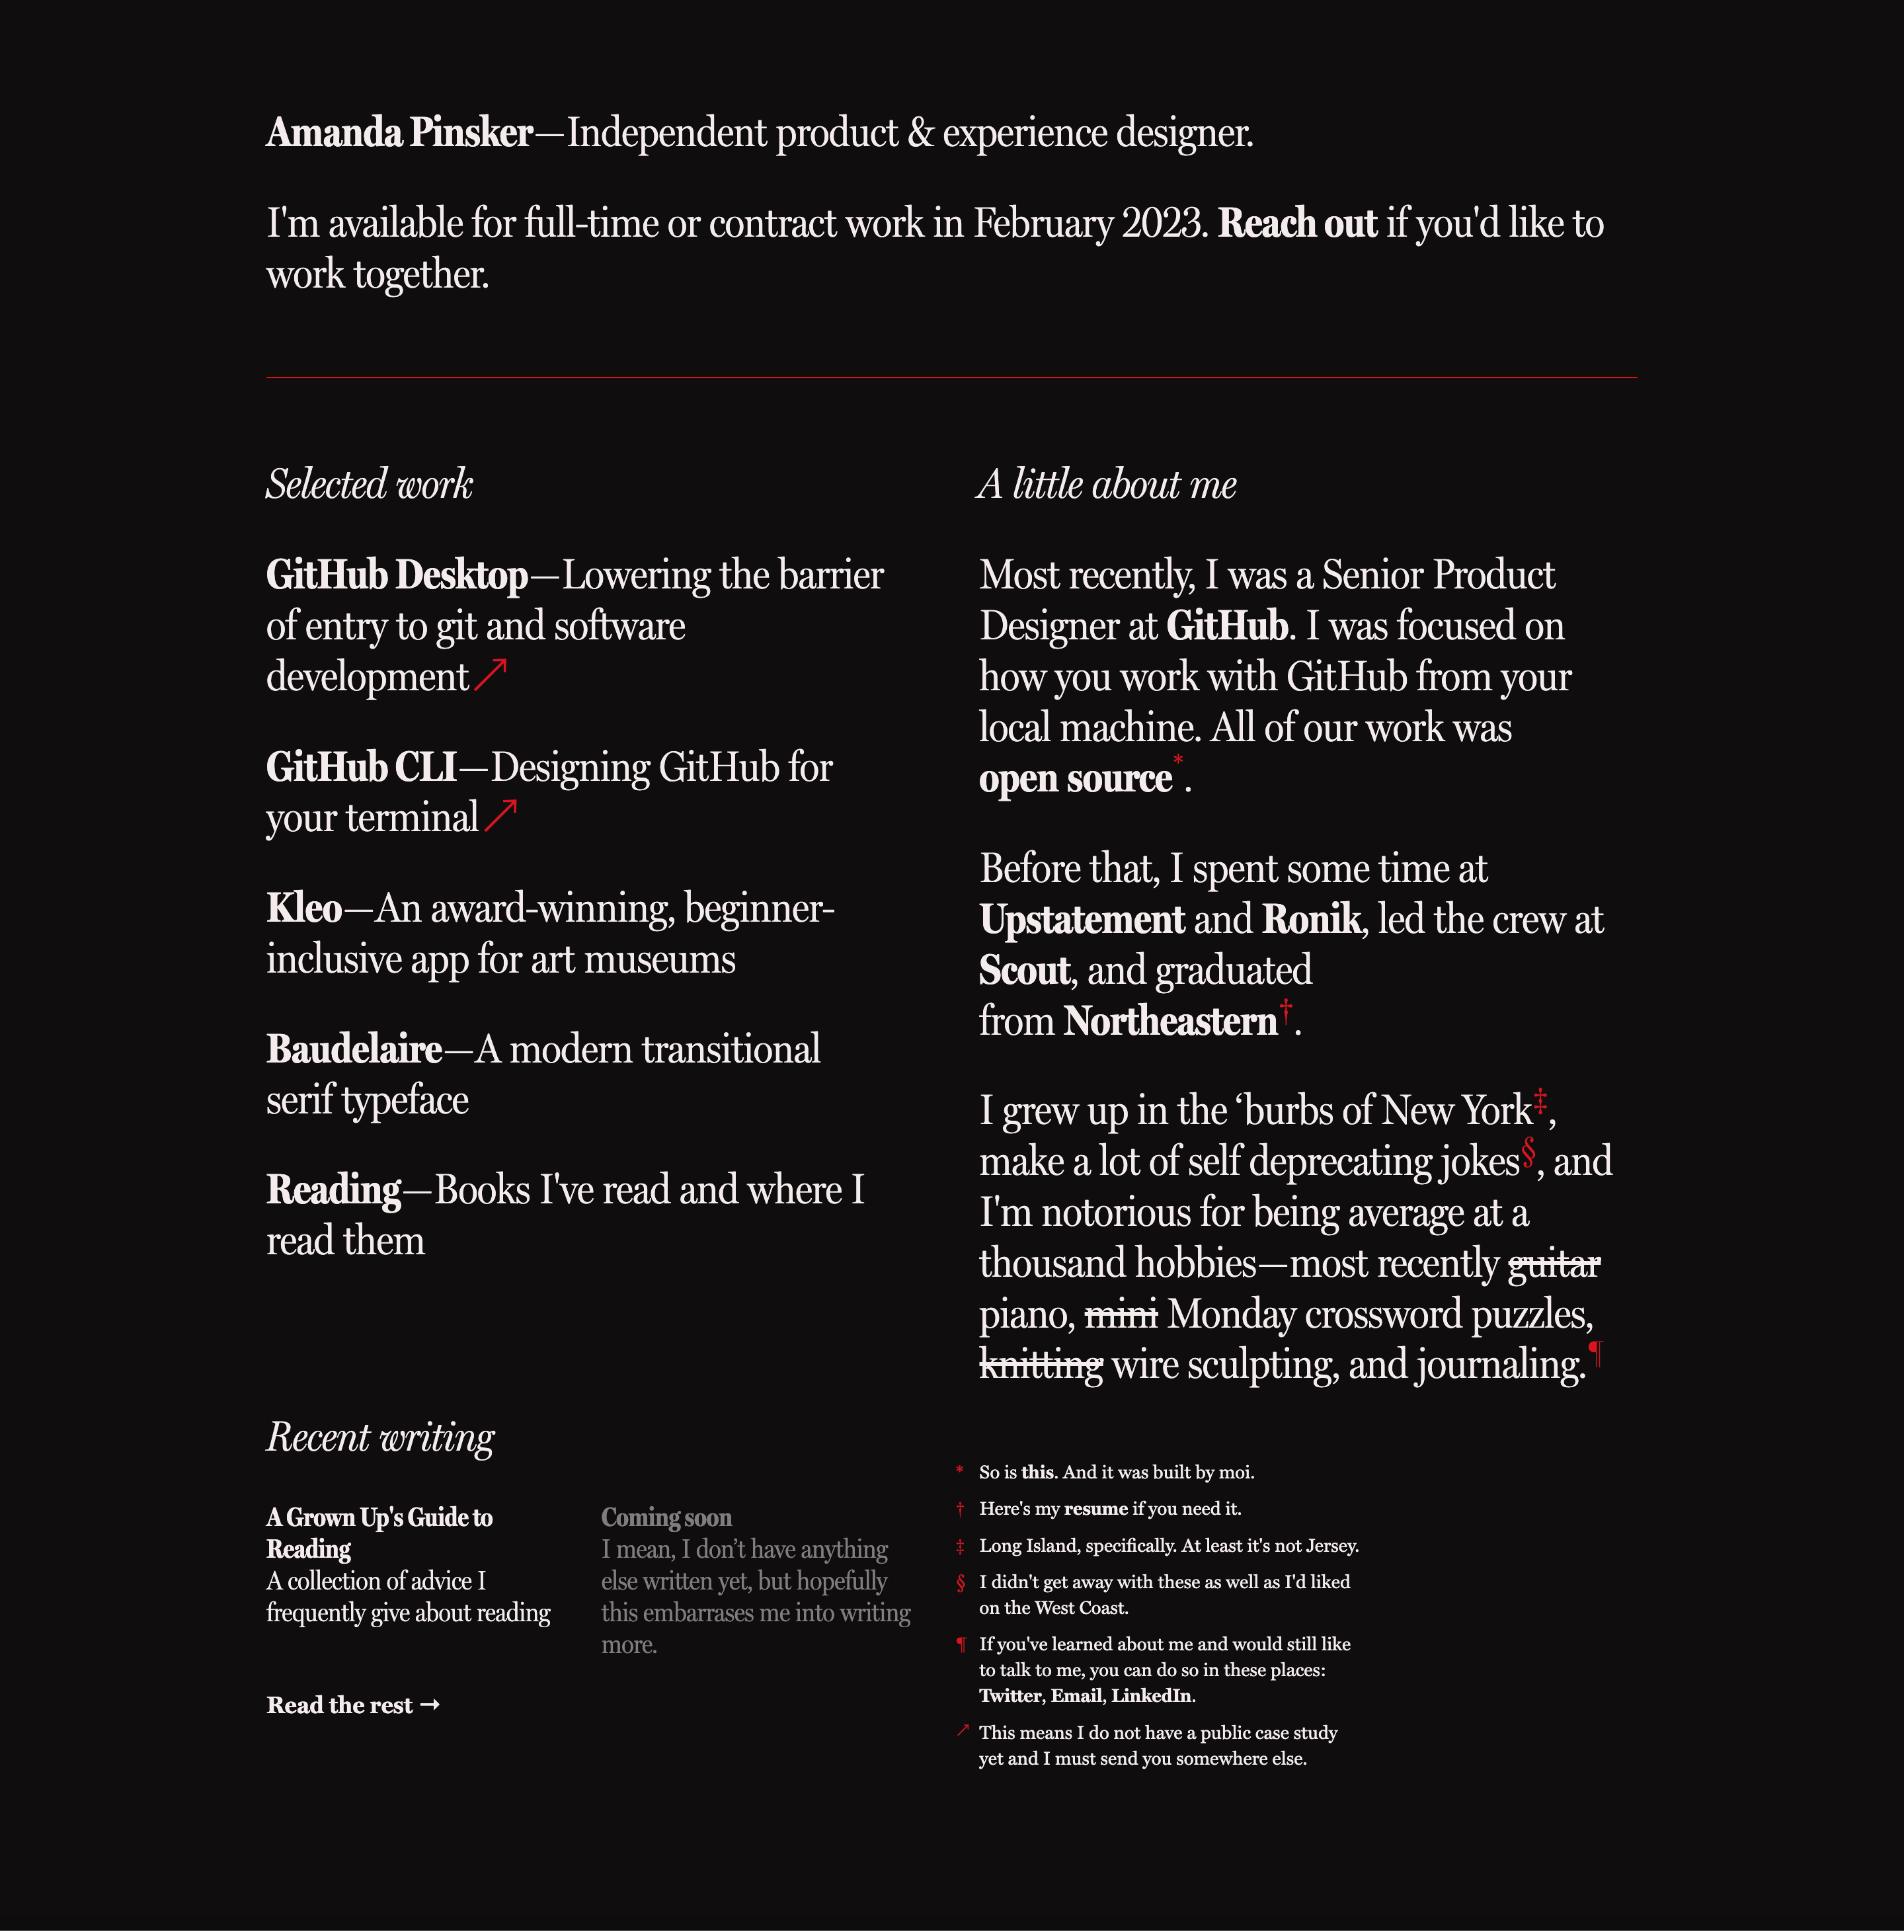 Amanda Pinsker—Independent product & experience designer.
I'm available for full-time or contract work in February 2023. Reach out if you'd like to
work together.
Selected work
GitHub Desktop—Lowering the barrier
of entry to git and software
development↗
GitHub CLI—Designing GitHub for
your terminal↗
Kleo—An award-winning, beginner-
inclusive app for art museums
Baudelaire—A modern transitional
serif typeface
Reading—Books I've read and where I
read them
A little about me
Most recently, I was a Senior Product
Designer at GitHub. I was focused on
how you work with GitHub from your
local machine. All of our work was
open source*.
Before that, I spent some time at
Upstatement and Ronik, led the crew at
Scout, and graduated
from Northeastern†.
I grew up in the ‘burbs of New York‡,
make a lot of self deprecating jokes§, and
I'm notorious for being average at a
thousand hobbies—most recently guitar
piano, mini Monday crossword puzzles,
knitting wire sculpting, and journaling.¶
Recent writing
A Grown Up's Guide to
Reading
A collection of advice I
frequently give about reading
Coming soon
I mean, I don’t have anything
else written yet, but hopefully
this embarrases me into writing
more.
Read the rest →
* So is this. And it was built by moi.
† Here's my resume if you need it.
‡ Long Island, specifically. At least it's not Jersey.
§ I didn't get away with these as well as I'd liked
on the West Coast.
¶ If you've learned about me and would still like
to talk to me, you can do so in these places:
Twitter, Email, LinkedIn.
↗ This means I do not have a public case study
yet and I must send you somewhere else.